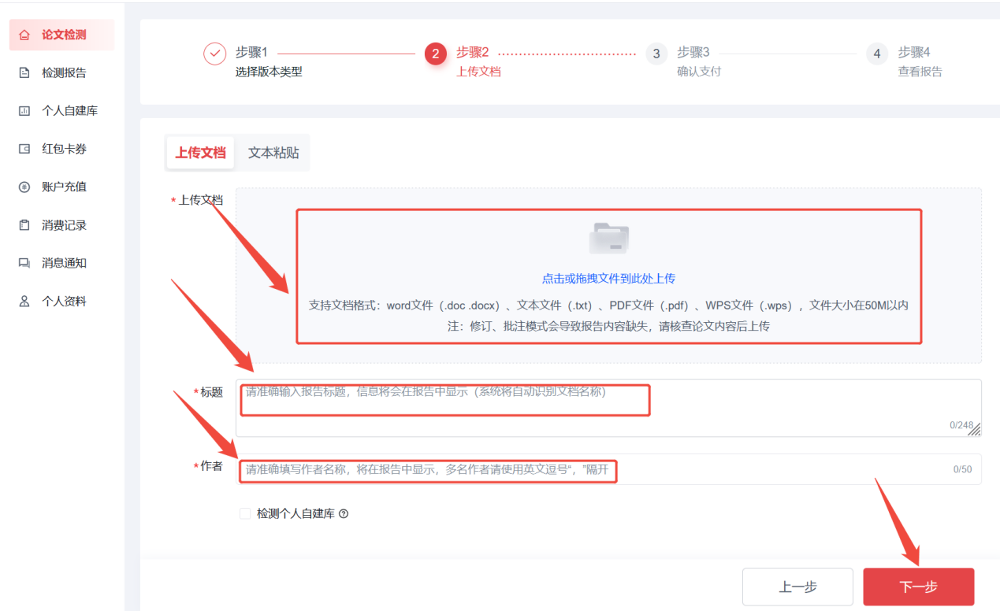 论文检测
检测报告
个人自建库
红包卡券
账户充值
消费记录
消息通知
个人资料
步骤1
选择版本类型
2 步骤2
上传文档
3 步骤3
确认支付
4 步骤4
查看报告
上传文档 文本粘贴
*上传文档
点击或拖拽文件到此处上传
支持文档格式：word文件（.doc .docx）、文本文件（.txt）、PDF文件（.pdf）、WPS文件（.wps），文件大小在50M以内
注：修订、批注模式会导致报告内容缺失，请核查论文内容后上传
*标题 请准确输入报告标题，信息将会在报告中显示（系统将自动识别文档名称）
0/248
*作者 请准确填写作者名称，将在报告中显示，多名作者请使用英文逗号“，”隔开 0/50
检测个人自建库 ?
上一步 下一步